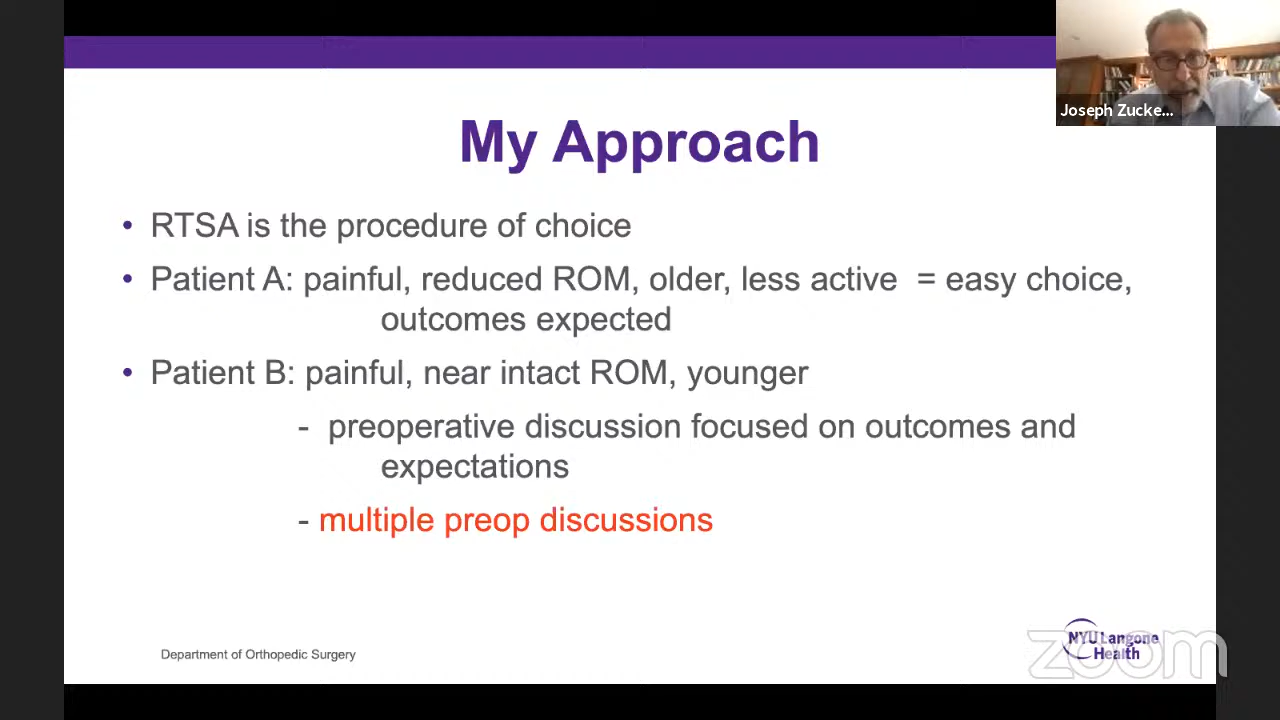 Joseph Zucke...
My Approach
• RTSA is the procedure of choice
• Patient A: painful, reduced ROM, older, less active = easy choice,
outcomes expected
• Patient B: painful, near intact ROM, younger
- preoperative discussion focused on outcomes and
expectations
- multiple preop discussions
Department of Orthopedic Surgery
NYU Langone
Health
zoom